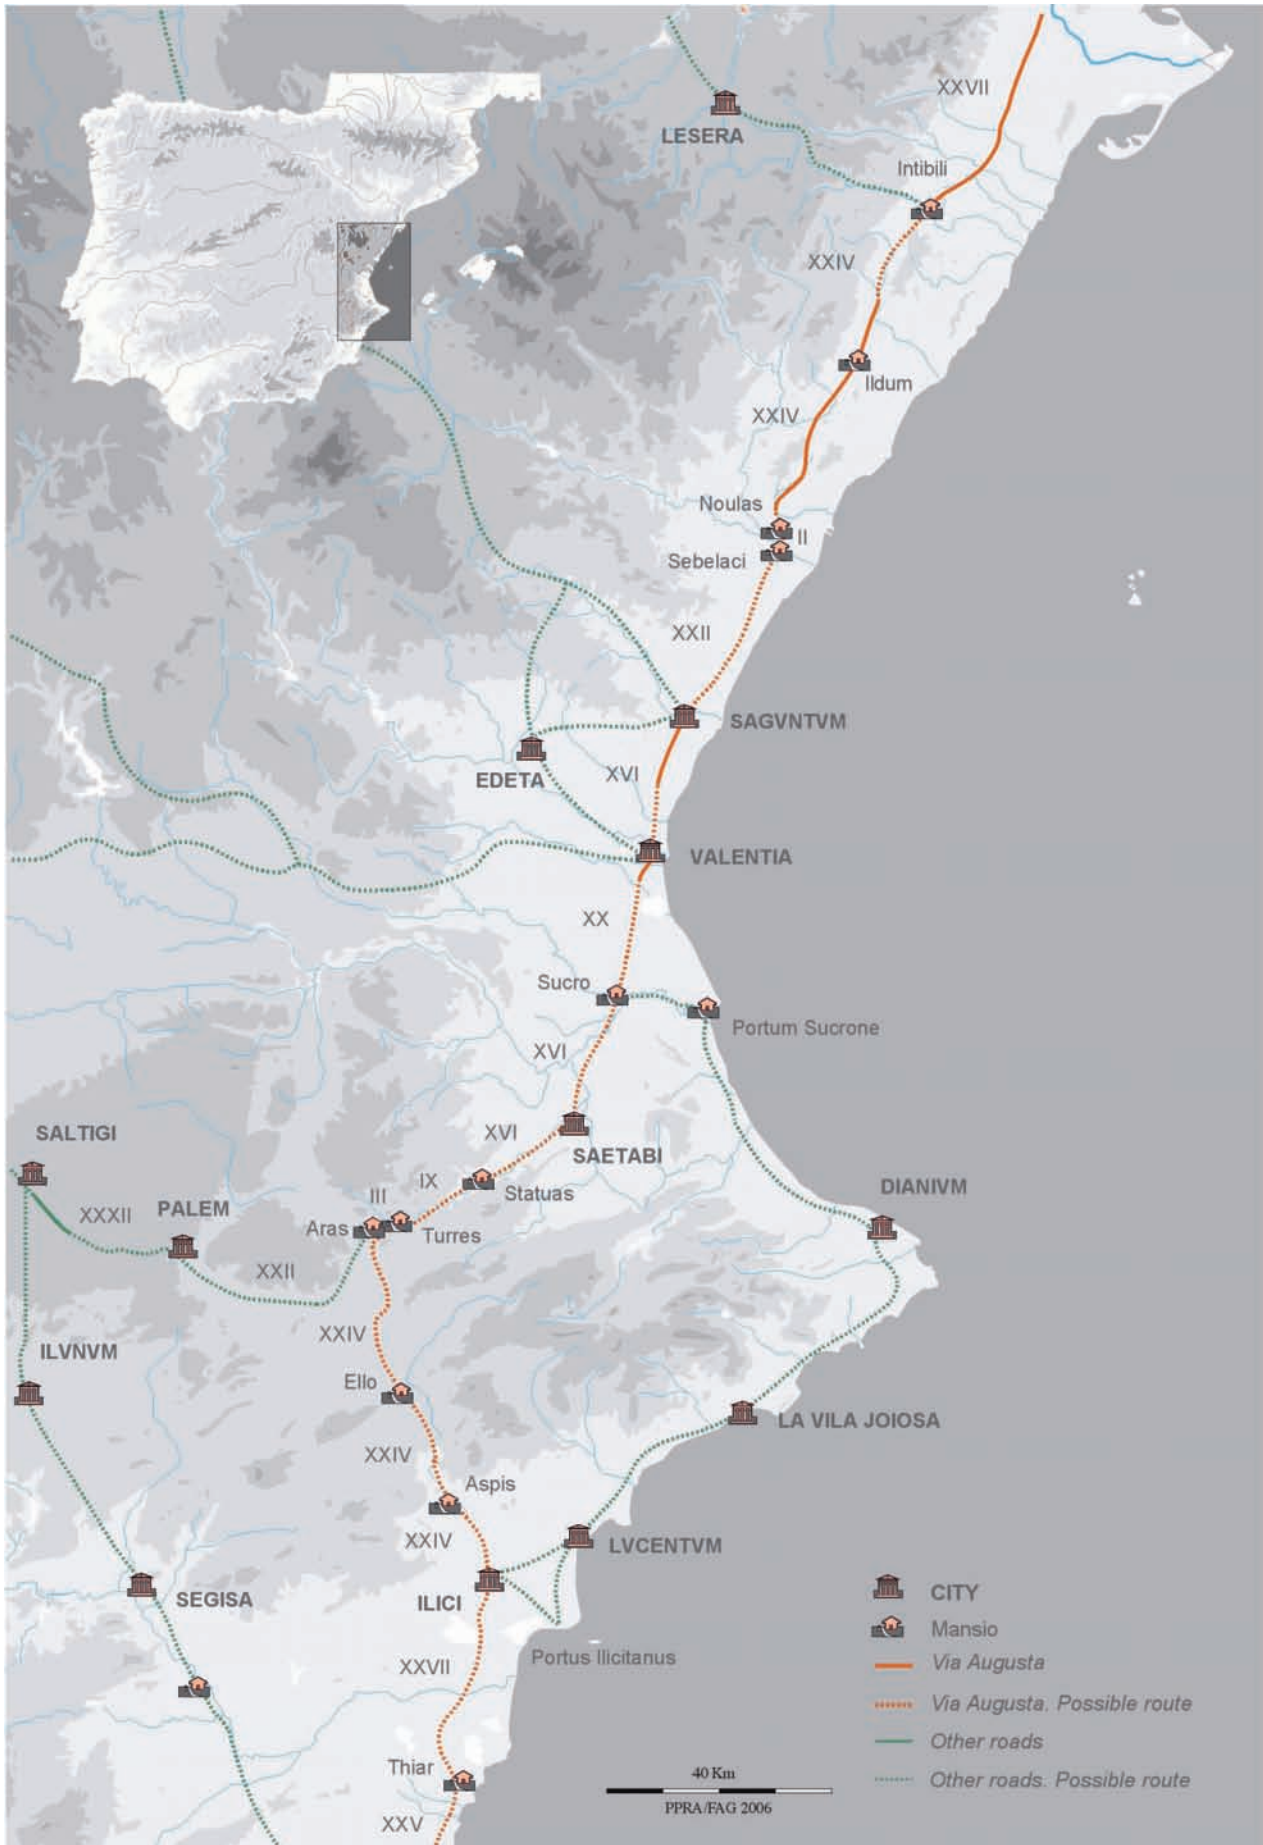 XXVII
LESERA
Intibili
XXIV
Ildum
XXIV
Noulas
II
Sebelaci
XXII
SAGVNTVM
EDETA
XVI
VALENTIA
XX
Sucro
Portum Sucrone
XVI
SALTIGI
XVI
SAETABI
IX
Statuas
DIANIVM
III
XXXII
PALEM
Aras
Turres
XXII
XXIV
ILVNVM
Ello
LA VILA JOIOSA
XXIV
Aspis
XXIV
LVCENTVM
SEGISA
ILICI
CITY
Mansio
Portus Ilicitanus
XXVII
Via Augusta
Via Augusta. Possible route
Other roads
Thiar
40 Km
Other roads. Possible route
PPRA/FAG 2006
XXV